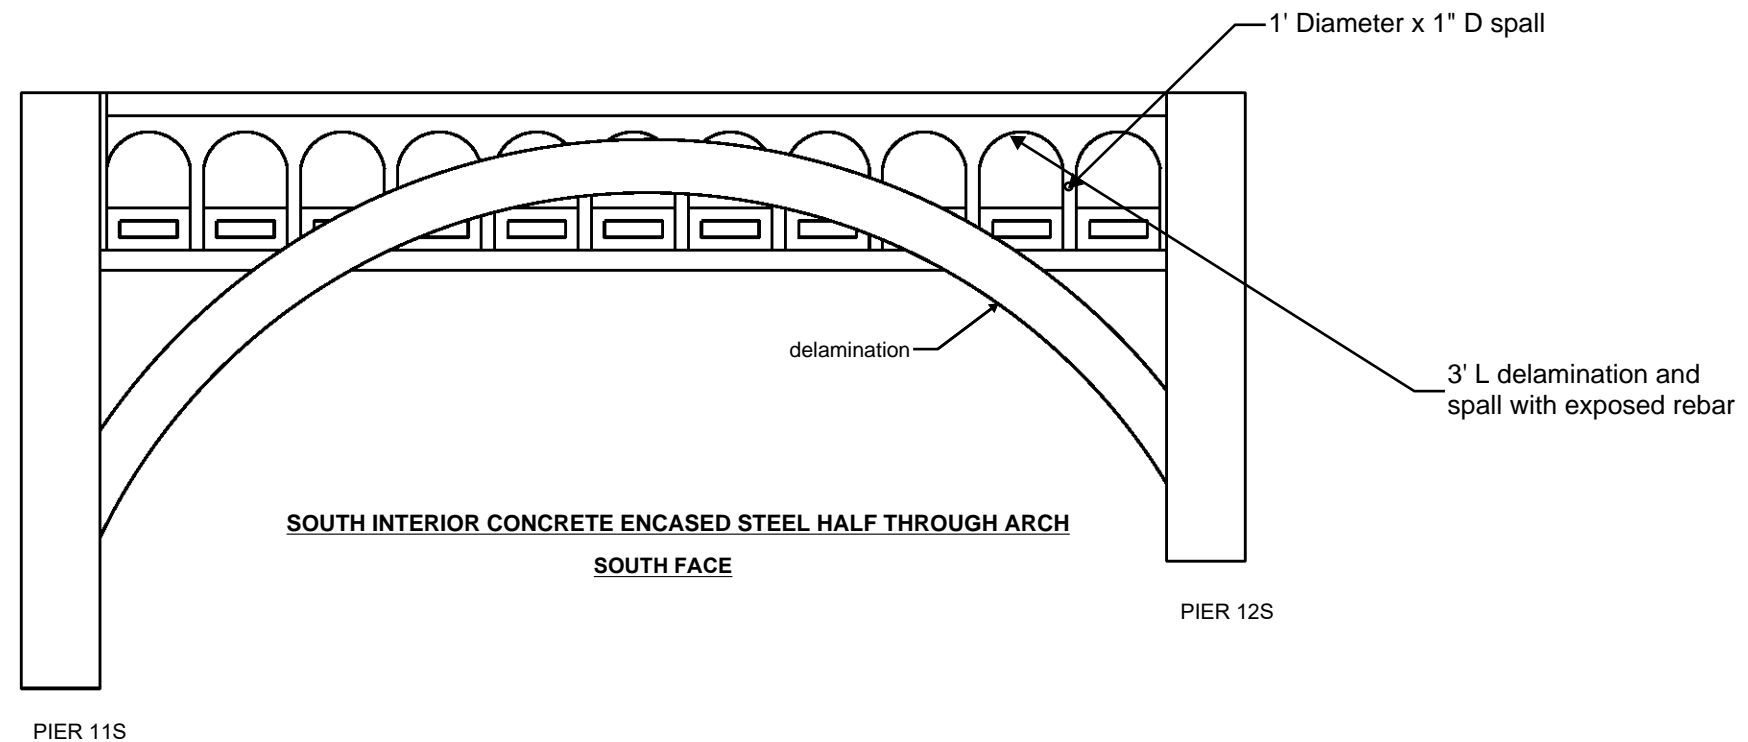 1' Diameter x 1" D spall
delamination
3' L delamination and
spall with exposed rebar
SOUTH INTERIOR CONCRETE ENCASED STEEL HALF THROUGH ARCH
SOUTH FACE
PIER 12S
PIER 11S